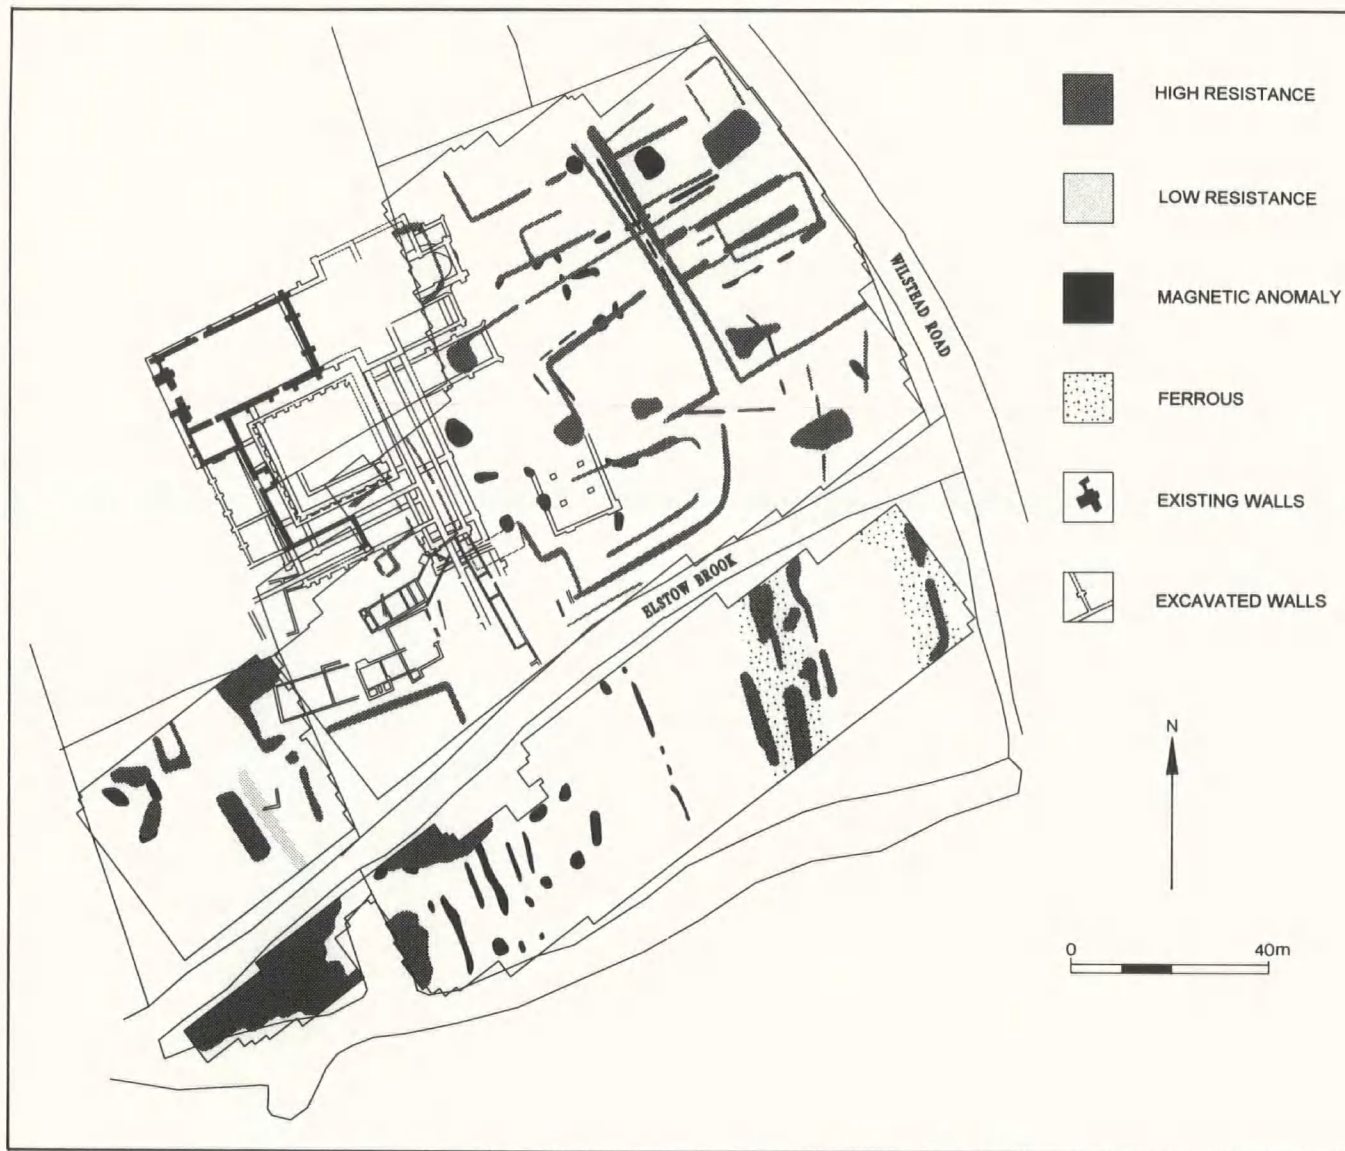 HIGH RESISTANCE
LOW RESISTANCE
MAGNETIC ANOMALY
FERROUS
EXISTING WALLS
EXCAVATED WALLS
WILSTEAD ROAD
ELSTOW BROOK
N
0 40m